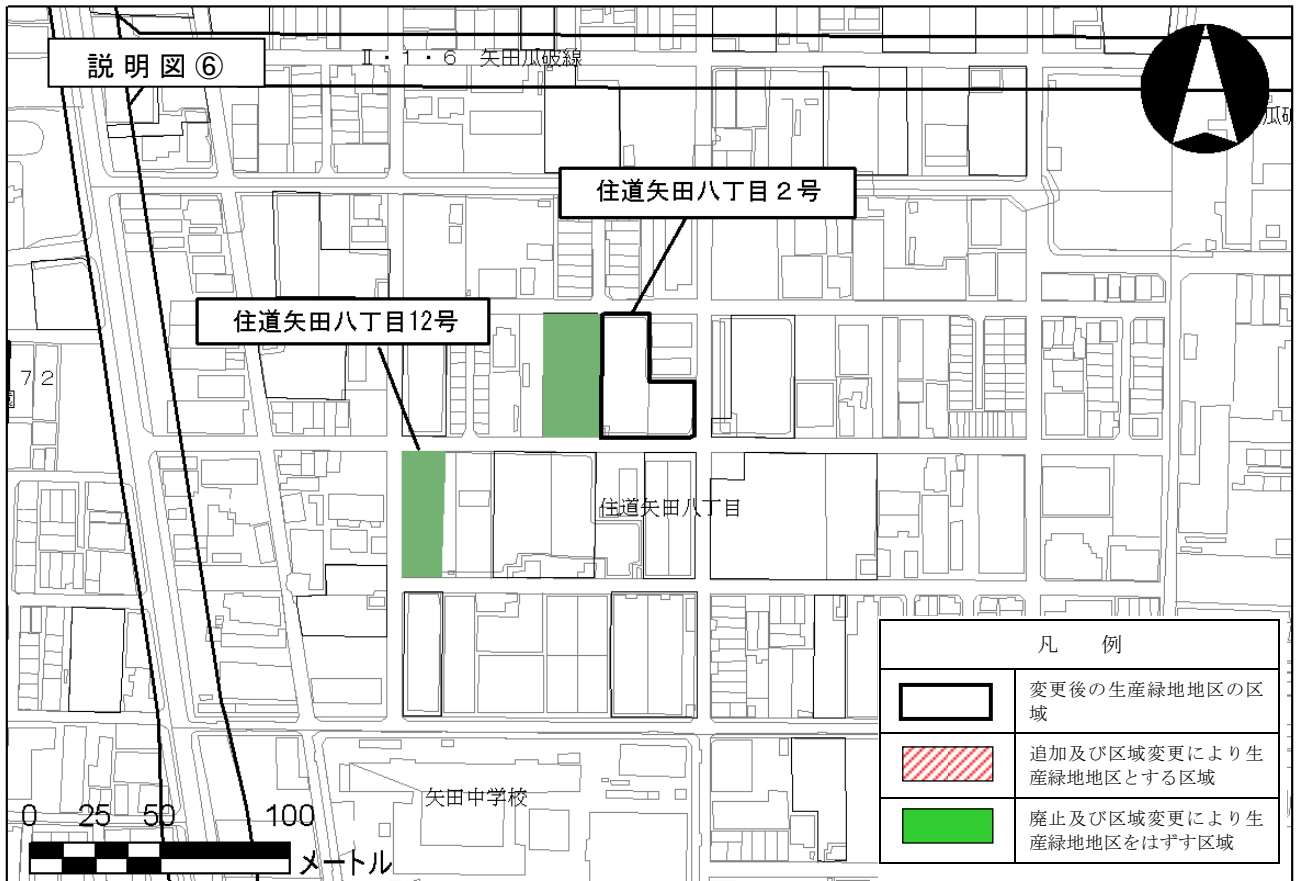 説明図⑥
Ⅱ・1・6 矢田瓜破線
住道矢田八丁目2号
住道矢田八丁目12号
72
住道矢田八丁目
矢田中学校
0 25 50 100
メートル
凡 例
変更後の生産緑地地区の区
域
追加及び区域変更により生
産緑地地区とする区域
廃止及び区域変更により生
産緑地地区をはずす区域